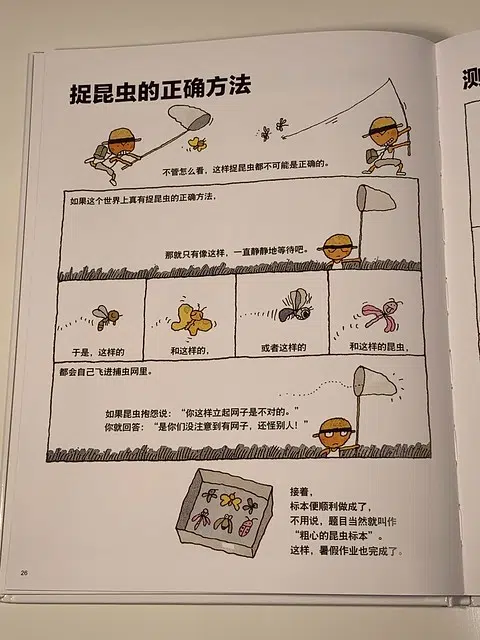 捉昆虫的正确方法
不管怎么看，这样捉昆虫都不可能是正确的。
如果这个世界上真有捉昆虫的正确方法，
那就只有像这样，一直静静地等待吧。
于是，这样的
和这样的，
或者这样的
和这样的昆虫，
都会自己飞进捕虫网里。
如果昆虫抱怨说：“你这样立起网子是不对的。”
你就回答：“是你们没注意到有网子，还怪别人！”
接着，
标本便顺利做成了，
不用说，题目当然就叫作
“粗心的昆虫标本”。
这样，暑假作业也完成了。
26
测